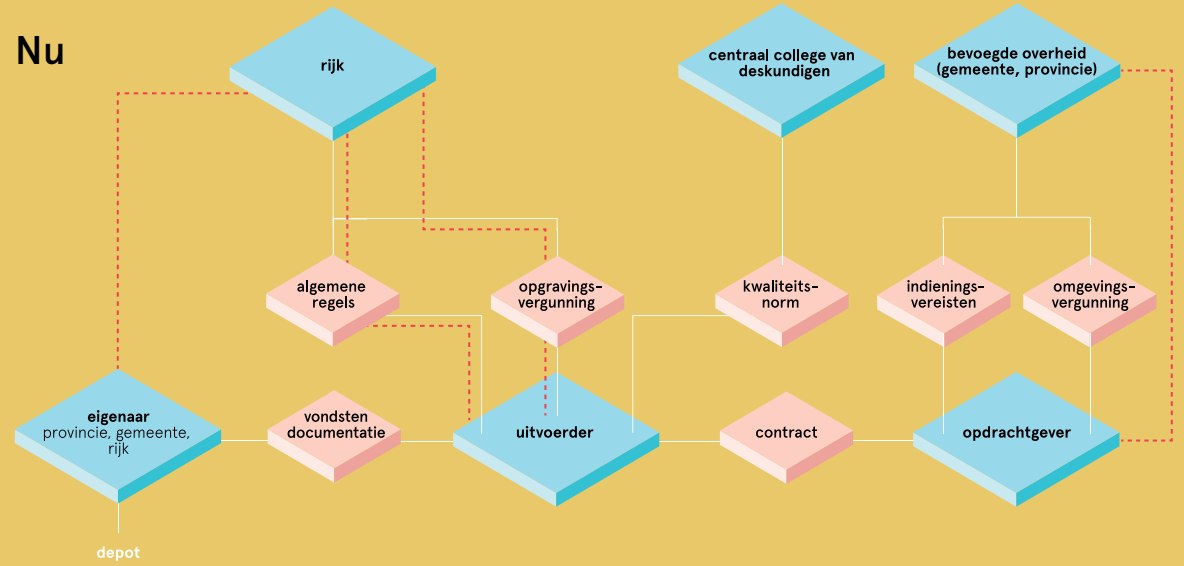 Nu
rijk
centraal college van
deskundigen
bevoegde overheid
(gemeente, provincie)
algemene
regels
opgravings-
vergunning
kwaliteits-
norm
indienings-
vereisten
omgevings-
vergunning
eigenaar
provincie, gemeente,
rijk
vondsten
documentatie
uitvoerder
contract
opdrachtgever
depot